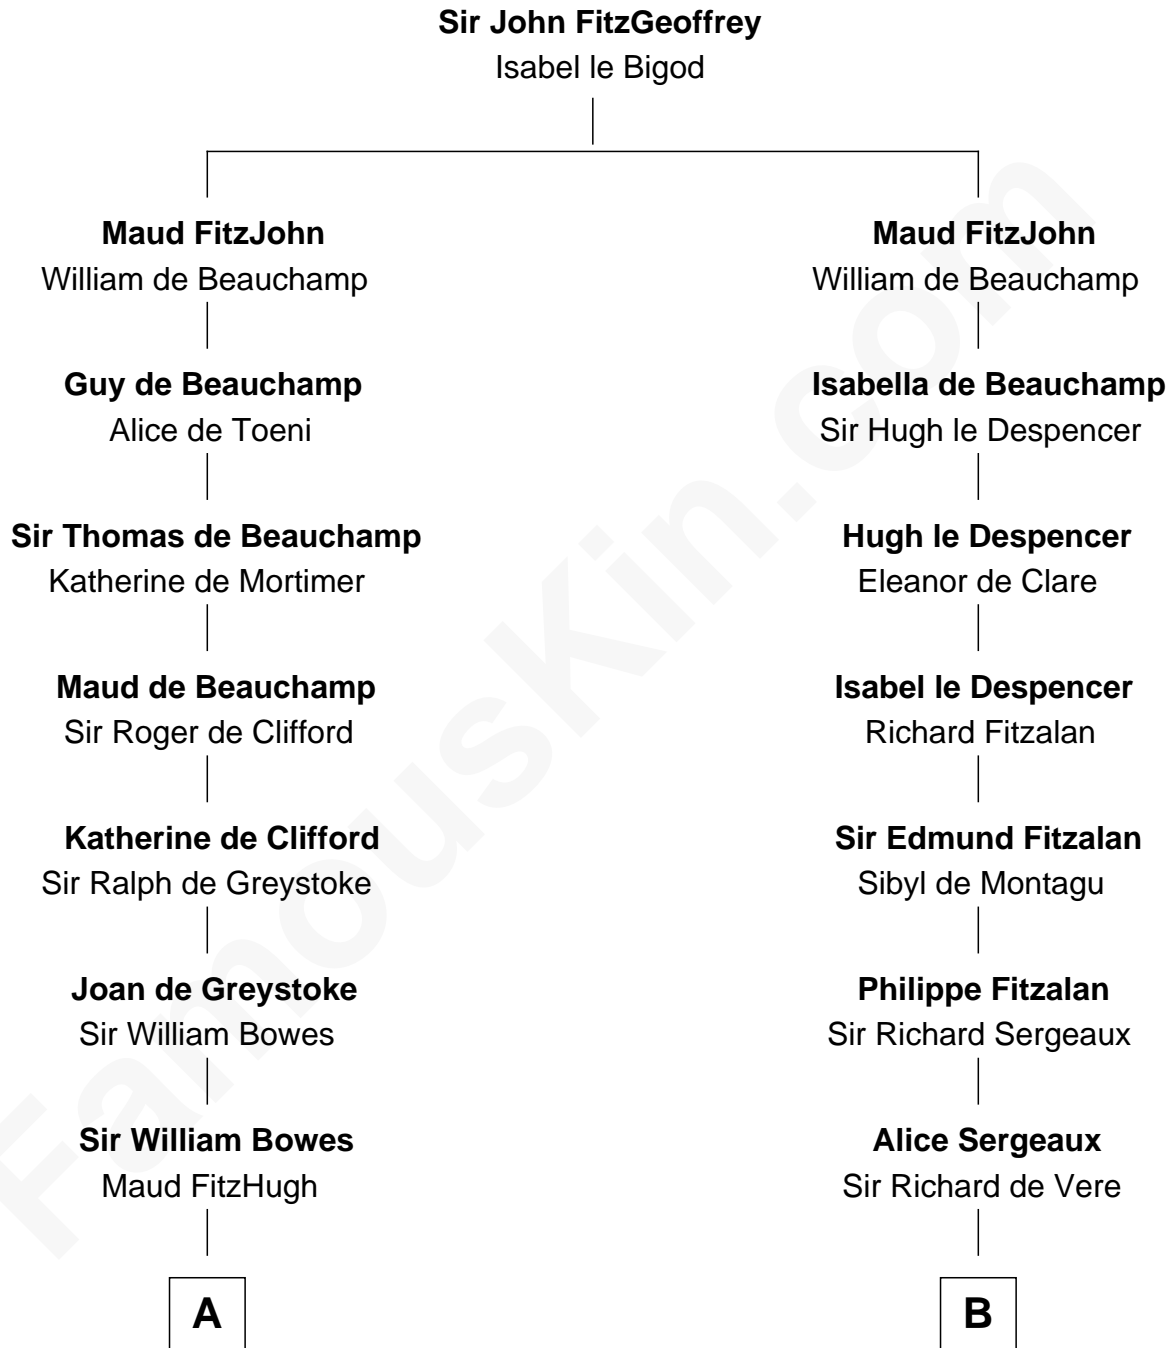 Sir John FitzGeoffrey
Isabel le Bigod
Maud FitzJohn
William de Beauchamp
Maud FitzJohn
William de Beauchamp
Guy de Beauchamp
Alice de Toeni
Isabella de Beauchamp
Sir Hugh le Despencer
Sir Thomas de Beauchamp
Katherine de Mortimer
Hugh le Despencer
Eleanor de Clare
Maud de Beauchamp
Sir Roger de Clifford
Isabel le Despencer
Richard Fitzalan
Katherine de Clifford
Sir Ralph de Greystoke
Sir Edmund Fitzalan
Sibyl de Montagu
Joan de Greystoke
Sir William Bowes
Philippe Fitzalan
Sir Richard Sergeaux
Sir William Bowes
Maud FitzHugh
Alice Sergeaux
Sir Richard de Vere
A
B
FamousKin.com